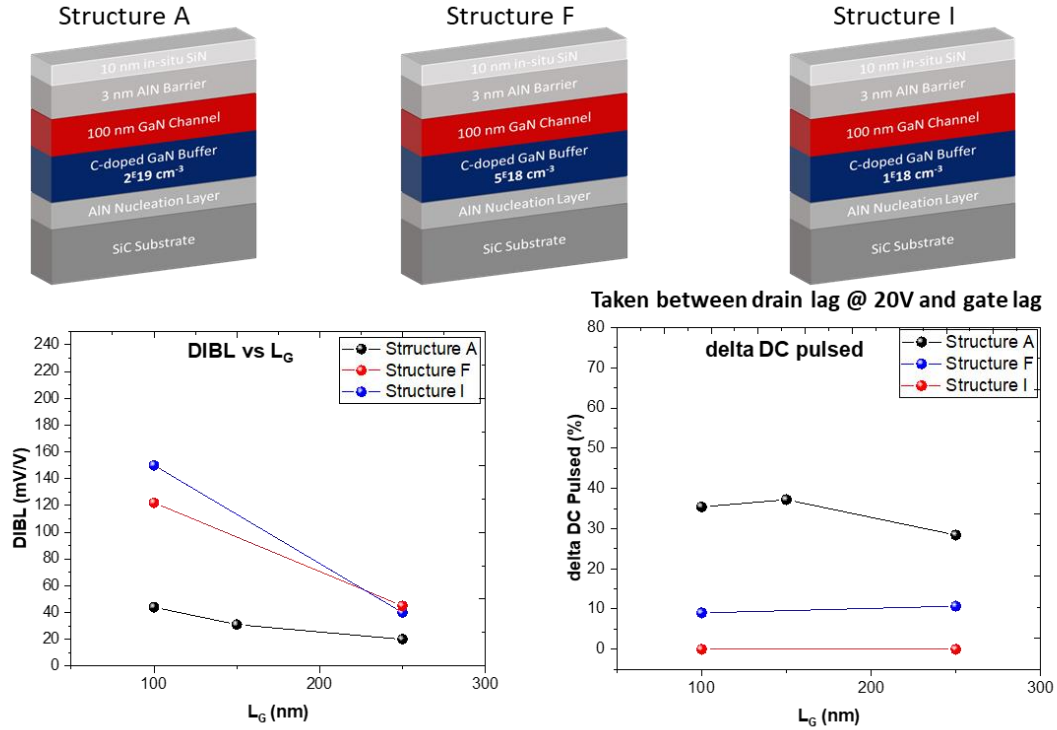 Structure A
Structure F
Structure I
10 nm in-situ SiN
3 nm AlN Barrier
100 nm GaN Channel
C-doped GaN Buffer
2ᴱ19 cm⁻³
AlN Nucleation Layer
SiC Substrate
10 nm in-situ SiN
3 nm AlN Barrier
100 nm GaN Channel
C-doped GaN Buffer
5ᴱ18 cm⁻³
AlN Nucleation Layer
SiC Substrate
10 nm in-situ SiN
3 nm AlN Barrier
100 nm GaN Channel
C-doped GaN Buffer
1ᴱ18 cm⁻³
AlN Nucleation Layer
SiC Substrate
DIBL vs L_G
Strructure A
Structure F
Structure I
DIBL (mV/V)
240
220
200
180
160
140
120
100
80
60
40
20
0
100
200
300
L_G (nm)
Taken between drain lag @ 20V and gate lag
delta DC pulsed
Strructure A
Structure F
Structure I
delta DC Pulsed (%)
80
70
60
50
40
30
20
10
0
100
200
300
L_G (nm)